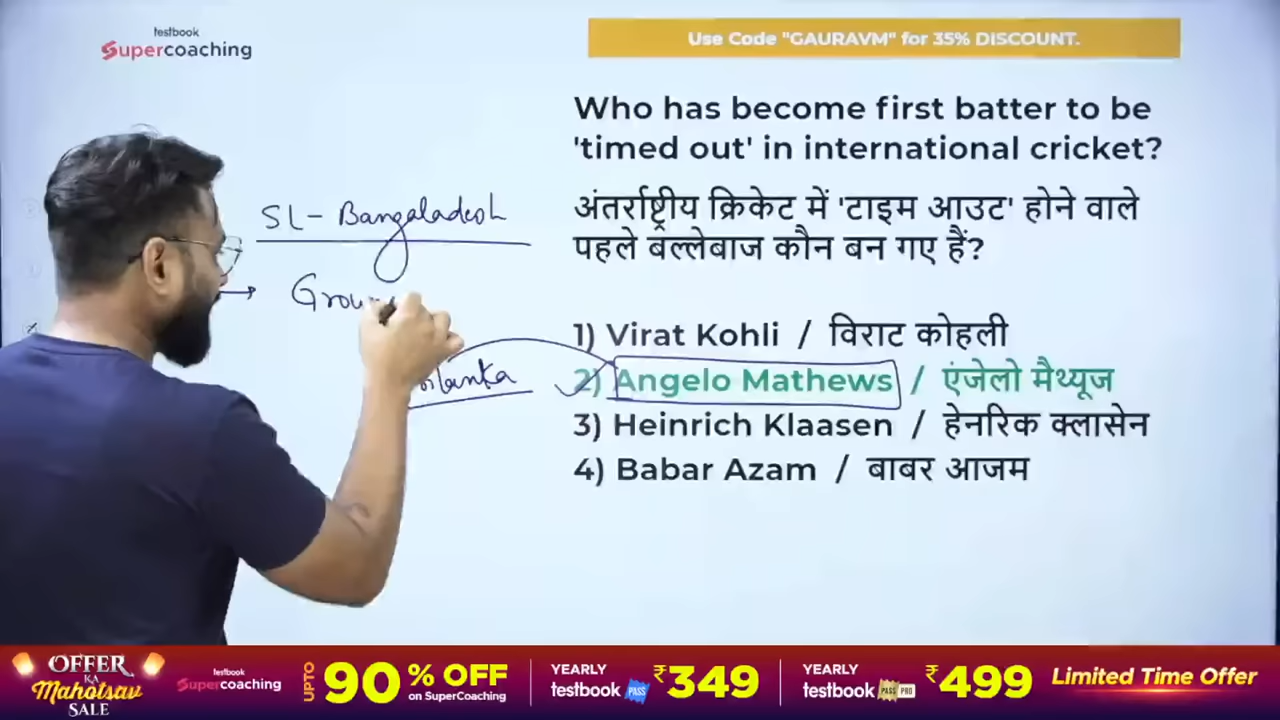 testbook
Supercoaching
Use Code "GAURAVM" for 35% DISCOUNT.
Who has become first batter to be
'timed out' in international cricket?
अंतर्राष्ट्रीय क्रिकेट में 'टाइम आउट' होने वाले
पहले बल्लेबाज कौन बन गए हैं?
SL - Bangaladesh
1) Virat Kohli / विराट कोहली
2) Angelo Mathews / एंजेलो मैथ्यूज
3) Heinrich Klaasen / हेनरिक क्लासेन
4) Babar Azam / बाबर आजम
OFFER
KA
Mahotsav
SALE
testbook
Supercoaching
UPTO
90% OFF
on SuperCoaching
YEARLY
testbook PASS
₹349
YEARLY
testbook PASS PRO
₹499
Limited Time Offer